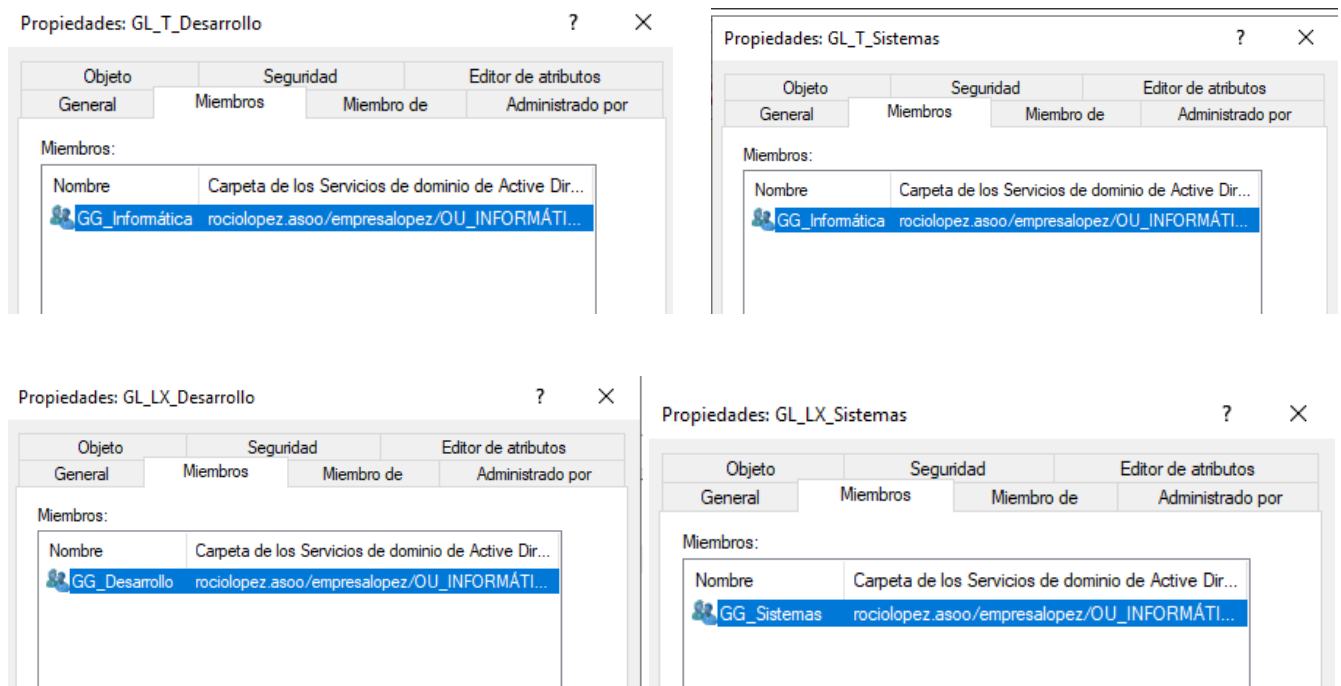 Propiedades: GL_T_Desarrollo ? ×
Objeto Seguridad Editor de atributos
General Miembros Miembro de Administrado por
Miembros:
Nombre Carpeta de los Servicios de dominio de Active Dir...
GG_Informática rociolopez.asoo/empresalopez/OU_INFORMÁTI...
Propiedades: GL_T_Sistemas ? ×
Objeto Seguridad Editor de atributos
General Miembros Miembro de Administrado por
Miembros:
Nombre Carpeta de los Servicios de dominio de Active Dir...
GG_Informática rociolopez.asoo/empresalopez/OU_INFORMÁTI...
Propiedades: GL_LX_Desarrollo ? ×
Objeto Seguridad Editor de atributos
General Miembros Miembro de Administrado por
Miembros:
Nombre Carpeta de los Servicios de dominio de Active Dir...
GG_Desarrollo rociolopez.asoo/empresalopez/OU_INFORMÁTI...
Propiedades: GL_LX_Sistemas ? ×
Objeto Seguridad Editor de atributos
General Miembros Miembro de Administrado por
Miembros:
Nombre Carpeta de los Servicios de dominio de Active Dir...
GG_Sistemas rociolopez.asoo/empresalopez/OU_INFORMÁTI...